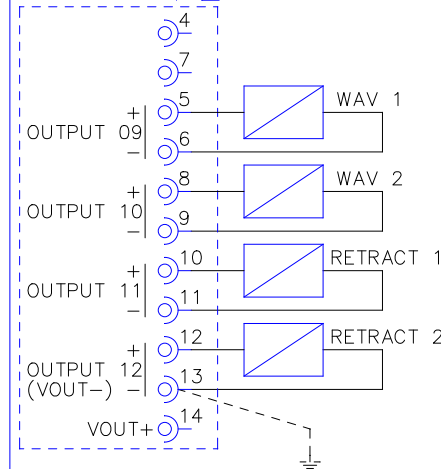 4
7
5
WAV 1
+
OUTPUT 09
-
6
8
WAV 2
+
OUTPUT 10
-
9
10
RETRACT 1
+
OUTPUT 11
-
11
12
RETRACT 2
+
OUTPUT 12
(VOUT-) -
13
14
VOUT+